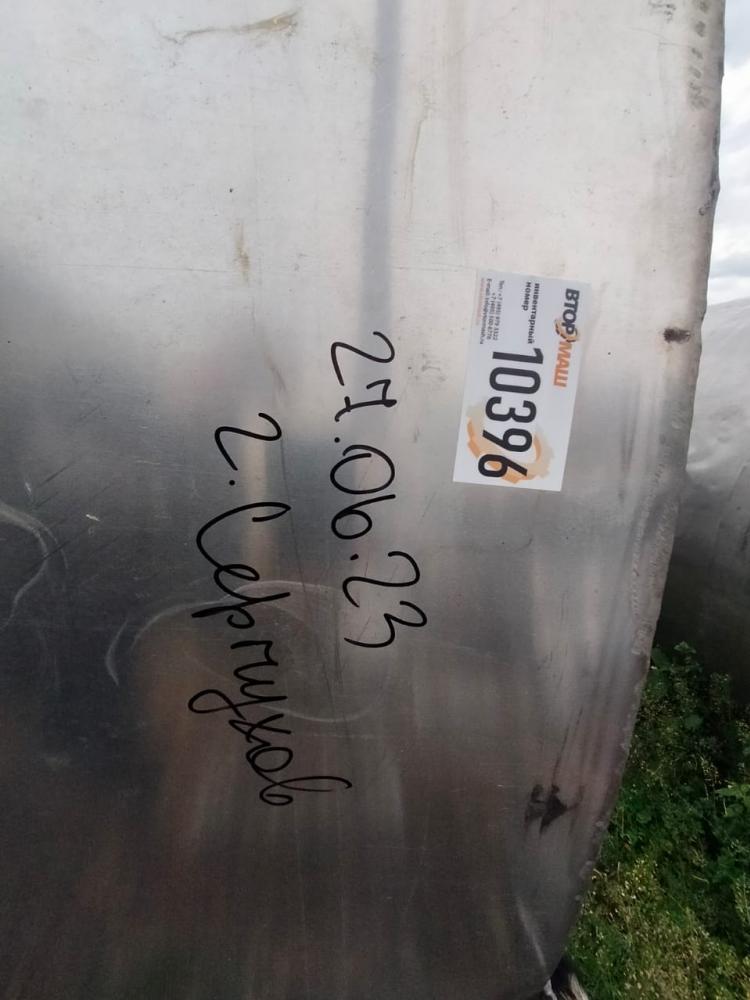 ВТОРМАШ
инвентарный
номер
10396
27.06.23
г. Серпухов